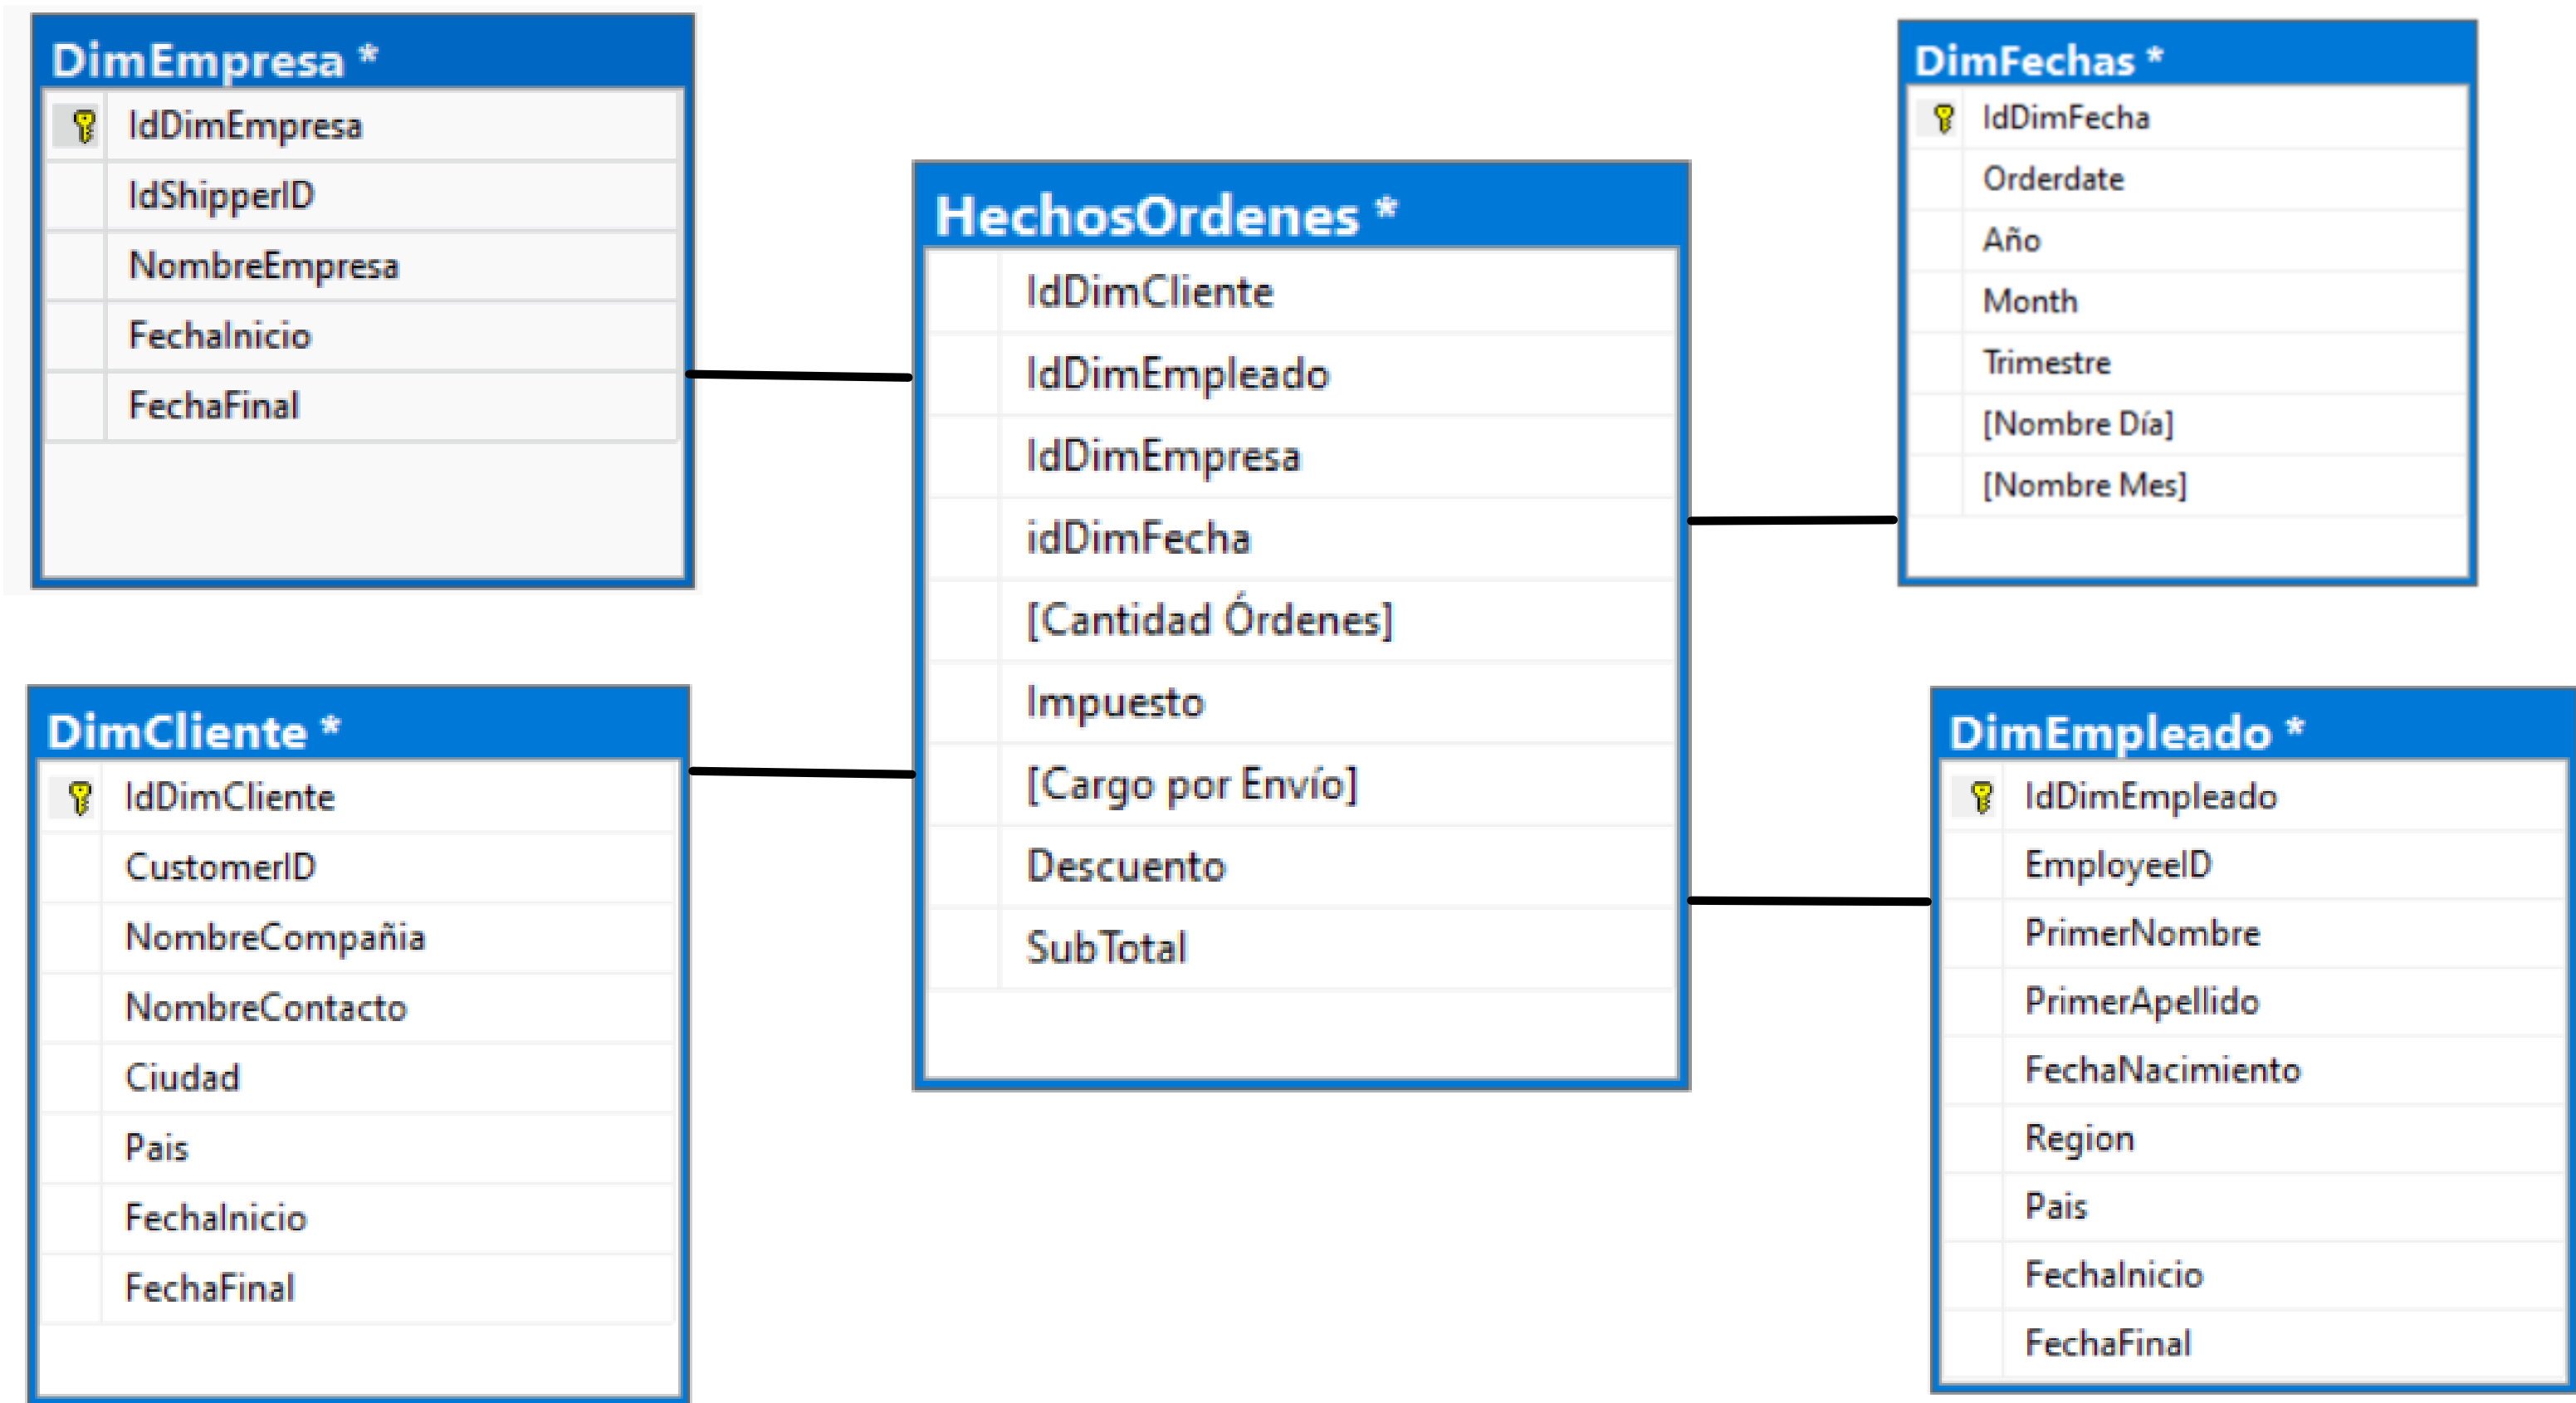 DimEmpresa *
IdDimEmpresa
IdShipperID
NombreEmpresa
FechaInicio
FechaFinal
HechosOrdenes *
IdDimCliente
IdDimEmpleado
IdDimEmpresa
idDimFecha
[Cantidad Órdenes]
Impuesto
[Cargo por Envío]
Descuento
SubTotal
DimFechas *
IdDimFecha
Orderdate
Año
Month
Trimestre
[Nombre Día]
[Nombre Mes]
DimCliente *
IdDimCliente
CustomerID
NombreCompañia
NombreContacto
Ciudad
Pais
FechaInicio
FechaFinal
DimEmpleado *
IdDimEmpleado
EmployeeID
PrimerNombre
PrimerApellido
FechaNacimiento
Region
Pais
FechaInicio
FechaFinal